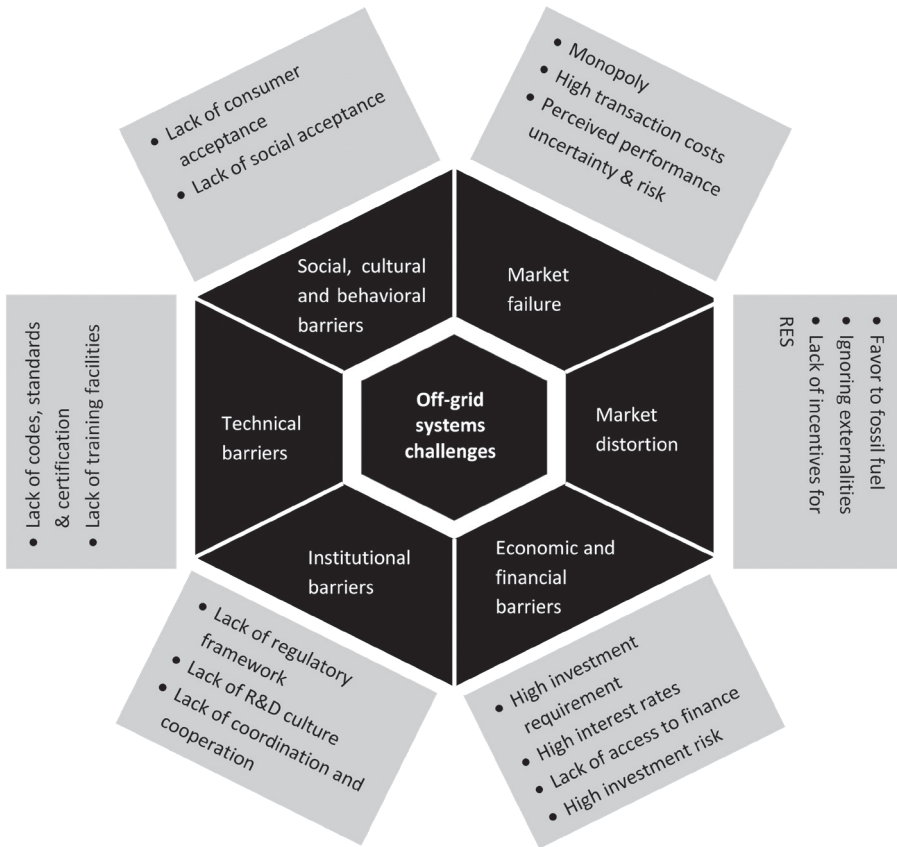 Off-grid
systems
challenges
Social, cultural
and behavioral
barriers
• Lack of consumer
acceptance
• Lack of social acceptance
Market
failure
• Monopoly
• High transaction costs
• Perceived performance
uncertainty & risk
Market
distortion
• Favor to fossil fuel
• Ignoring externalities
• Lack of incentives for
RES
Economic and
financial
barriers
• High investment
requirement
• High interest rates
• Lack of access to finance
• High investment risk
Institutional
barriers
• Lack of regulatory
framework
• Lack of R&D culture
• Lack of coordination and
cooperation
Technical
barriers
• Lack of codes, standards
& certification
• Lack of training facilities